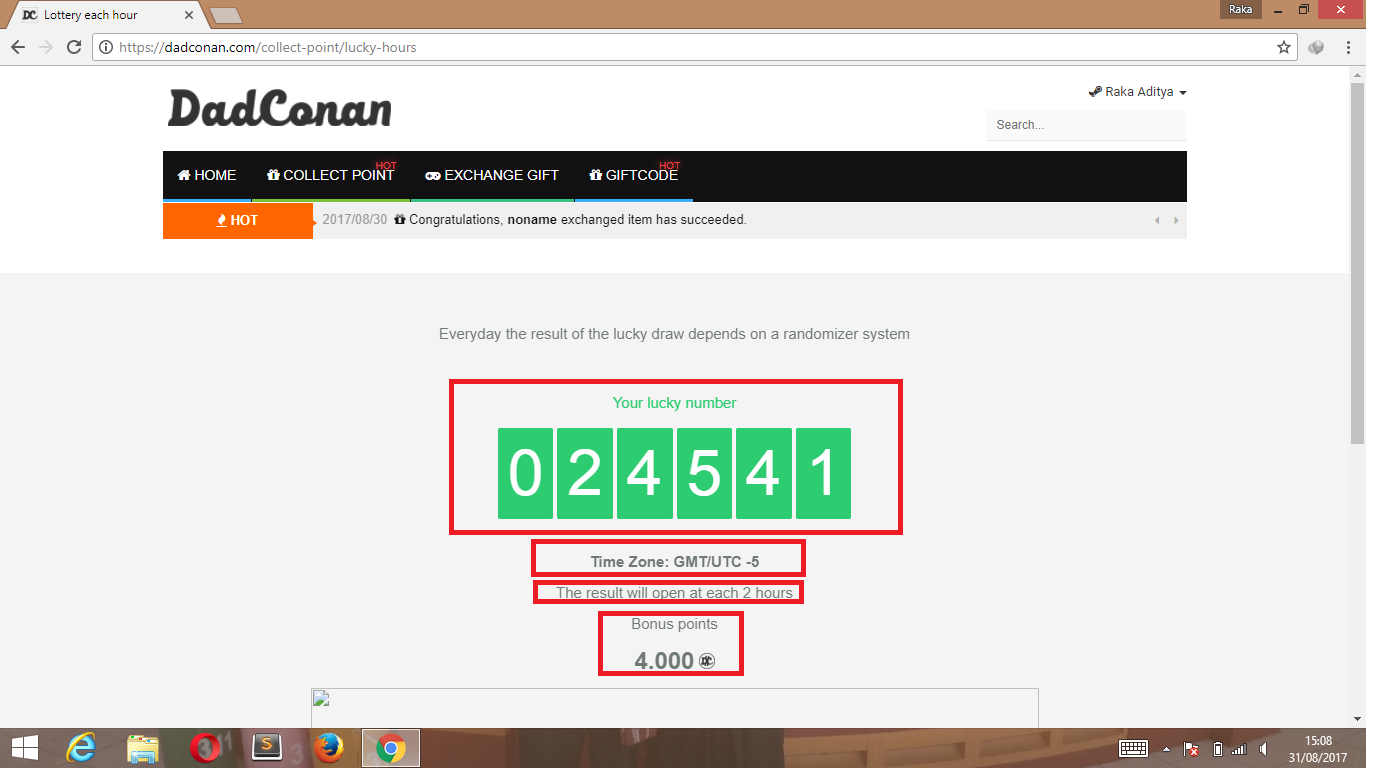 Lottery each hour
Raka
https://dadconan.com/collect-point/lucky-hours
DadConan
Raka Aditya
Search...
HOME
COLLECT POINT HOT
EXCHANGE GIFT
GIFTCODE HOT
HOT
2017/08/30 Congratulations, noname exchanged item has succeeded.
Everyday the result of the lucky draw depends on a randomizer system
Your lucky number
0 2 4 5 4 1
Time Zone: GMT/UTC -5
The result will open at each 2 hours
Bonus points
4.000 DC
15:08
31/08/2017